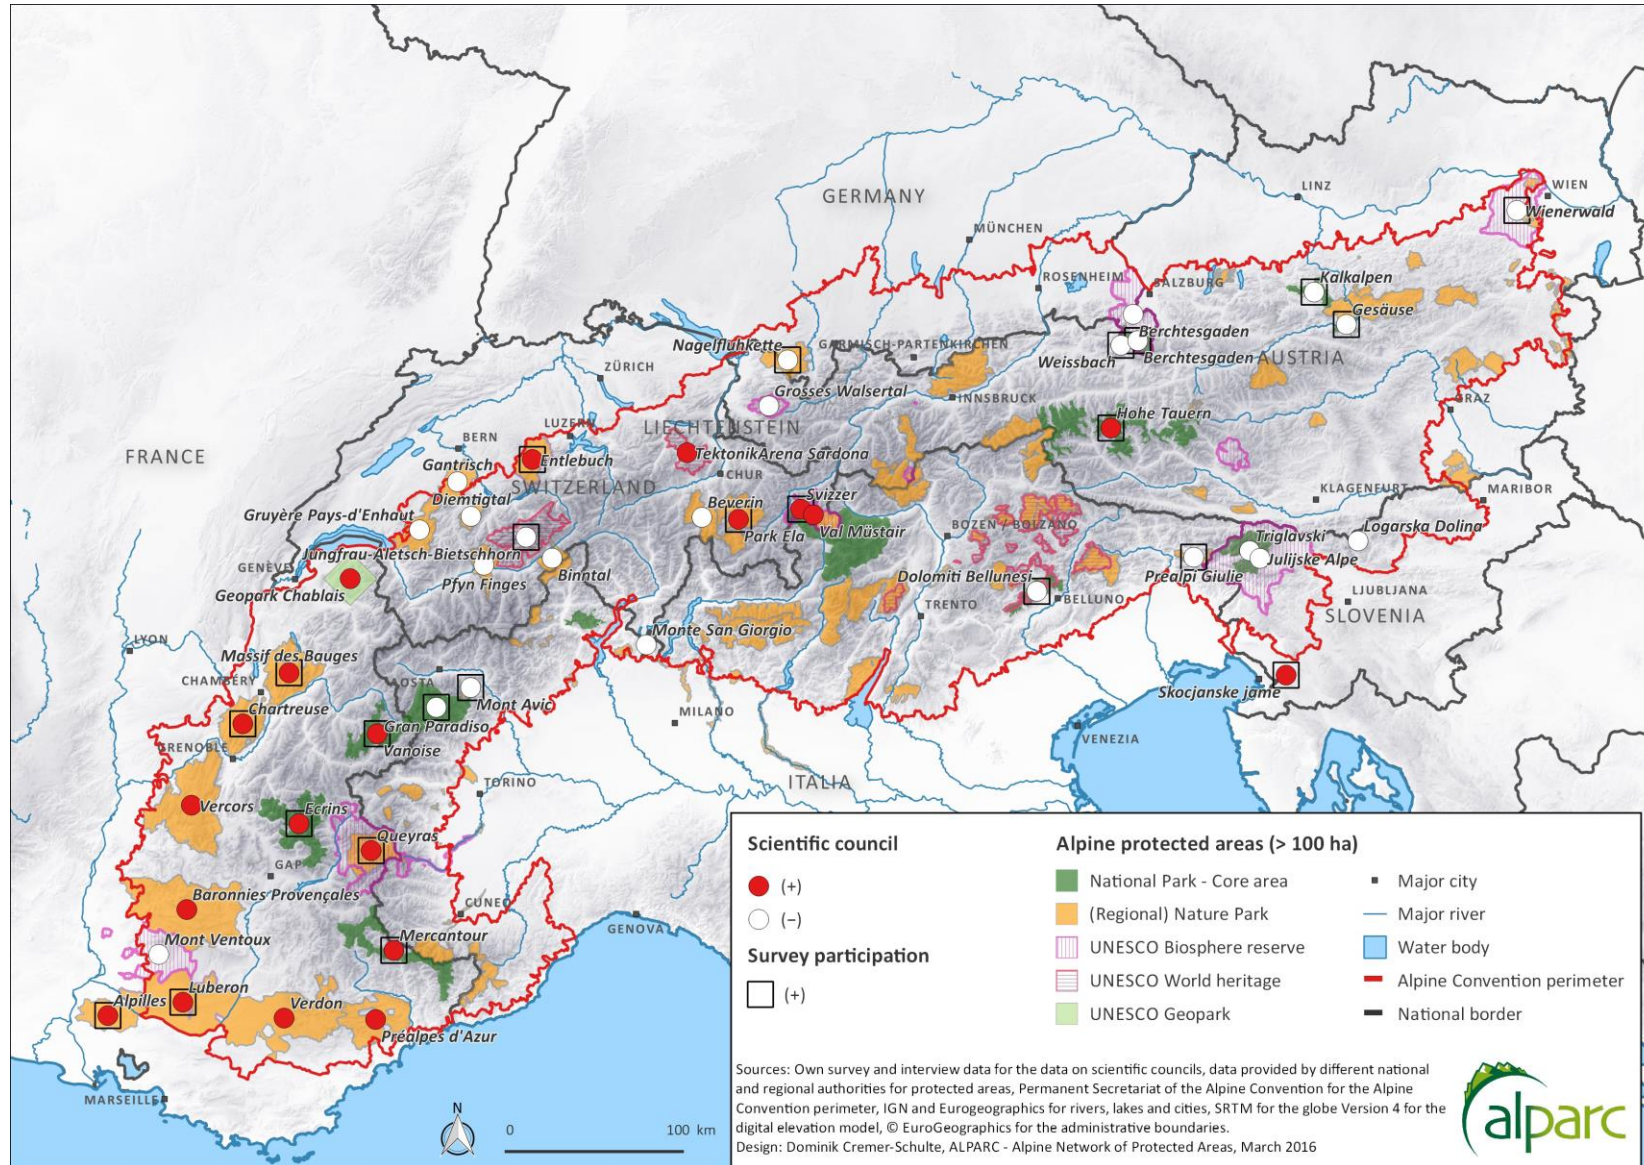 GERMANY
LINZ
WIEN
Wienerwald
MÜNCHEN
ROSENHEIM
SALZBURG
Kalkalpen
Gesäuse
Berchtesgaden
Nagelfluhkette
GARMISCH-PARTENKIRCHEN
Weissbach
Berchtesgaden
AUSTRIA
ZÜRICH
Grosses Walsertal
INNSBRUCK
Hohe Tauern
GRAZ
FRANCE
BERN
LUZERN
LIECHTENSTEIN
Gantrisch
Entlebuch
TektonikArena Sardona
CHUR
SWITZERLAND
Diemtigtal
Beverin
Svizzer
KLAGENFURT
MARIBOR
Gruyère Pays-d'Enhaut
Park Ela
Val Müstair
BOZEN / BOLZANO
Logarska Dolina
Triglavski
Jungfrau-Aletsch-Bietschhorn
Julijske Alpe
GENÈVE
Binntal
Prealpi Giulie
Pfyn Finges
Dolomiti Bellunesi
Geopark Chablais
BELLUNO
LJUBLJANA
TRENTO
SLOVENIA
LYON
Monte San Giorgio
Massif des Bauges
CHAMBÉRY
AOSTA
Skocjanske jame
Mont Avic
Chartreuse
MILANO
Gran Paradiso
VENEZIA
GRENOBLE
Vanoise
TORINO
ITALIA
Vercors
Ecrins
Queyras
GAP
Baronnies Provençales
CUNEO
GENOVA
Mont Ventoux
Mercantour
Luberon
Alpilles
Verdon
Préalpes d'Azur
MARSEILLE
N
0 100 km
Scientific council
(+)
(−)
Survey participation
(+)
Alpine protected areas (> 100 ha)
National Park - Core area
(Regional) Nature Park
UNESCO Biosphere reserve
UNESCO World heritage
UNESCO Geopark
Major city
Major river
Water body
Alpine Convention perimeter
National border
Sources: Own survey and interview data for the data on scientific councils, data provided by different national
and regional authorities for protected areas, Permanent Secretariat of the Alpine Convention for the Alpine
Convention perimeter, IGN and Eurogeographics for rivers, lakes and cities, SRTM for the globe Version 4 for the
digital elevation model, © EuroGeographics for the administrative boundaries.
Design: Dominik Cremer-Schulte, ALPARC - Alpine Network of Protected Areas, March 2016
alparc